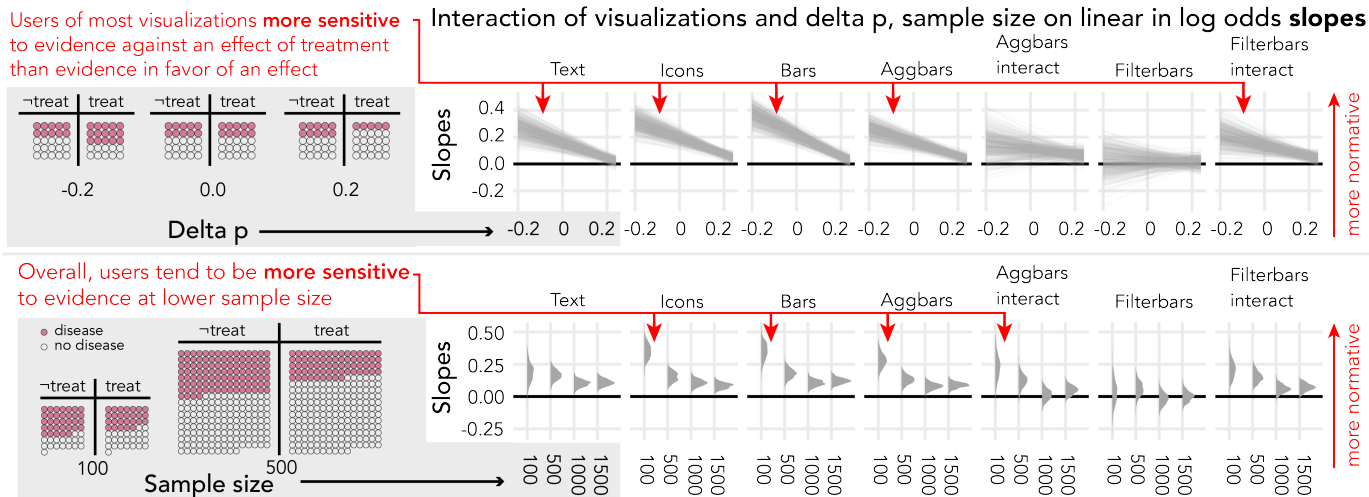 Users of most visualizations more sensitive
to evidence against an effect of treatment
than evidence in favor of an effect
Interaction of visualizations and delta p, sample size on linear in log odds slopes
Text
Icons
Bars
Aggbars
Aggbars
interact
Filterbars
Filterbars
interact
¬treat treat
¬treat treat
¬treat treat
-0.2
0.0
0.2
Delta p
Slopes
0.4
0.2
0.0
-0.2
-0.2 0 0.2
-0.2 0 0.2
-0.2 0 0.2
-0.2 0 0.2
-0.2 0 0.2
-0.2 0 0.2
-0.2 0 0.2
more normative
Overall, users tend to be more sensitive
to evidence at lower sample size
Text
Icons
Bars
Aggbars
Aggbars
interact
Filterbars
Filterbars
interact
disease
no disease
¬treat treat
¬treat treat
100
500
Sample size
Slopes
0.50
0.25
0.00
-0.25
100 500 1000 1500
100 500 1000 1500
100 500 1000 1500
100 500 1000 1500
100 500 1000 1500
100 500 1000 1500
100 500 1000 1500
more normative